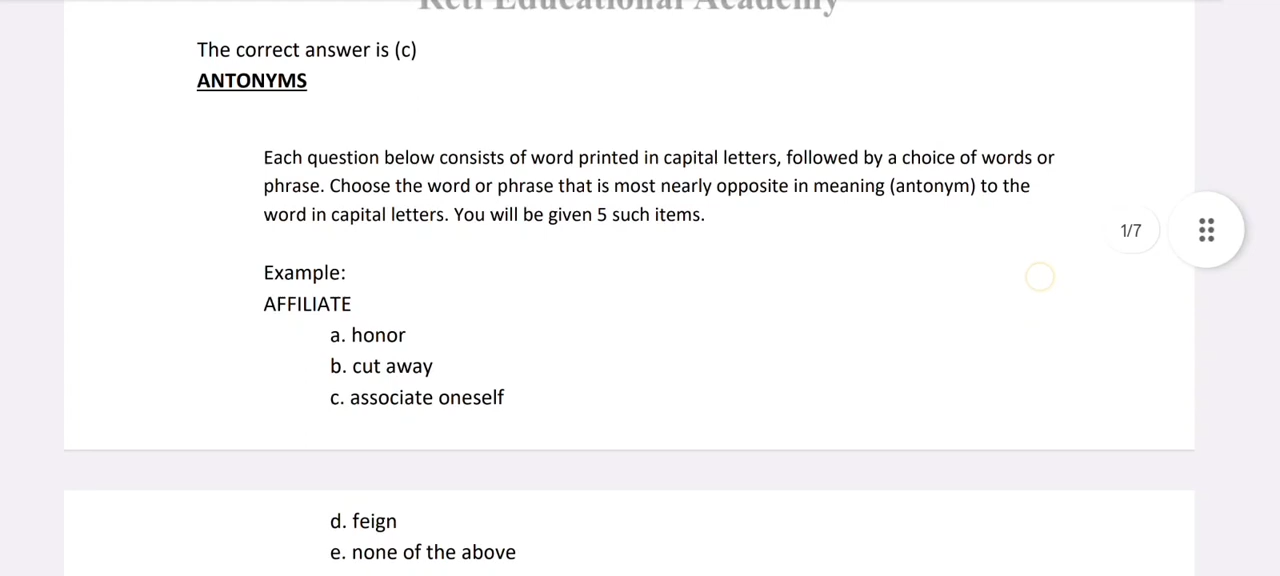 Reti Educational Academy
The correct answer is (c)
ANTONYMS
Each question below consists of word printed in capital letters, followed by a choice of words or
phrase. Choose the word or phrase that is most nearly opposite in meaning (antonym) to the
word in capital letters. You will be given 5 such items.
1/7
Example:
AFFILIATE
a. honor
b. cut away
c. associate oneself
d. feign
e. none of the above